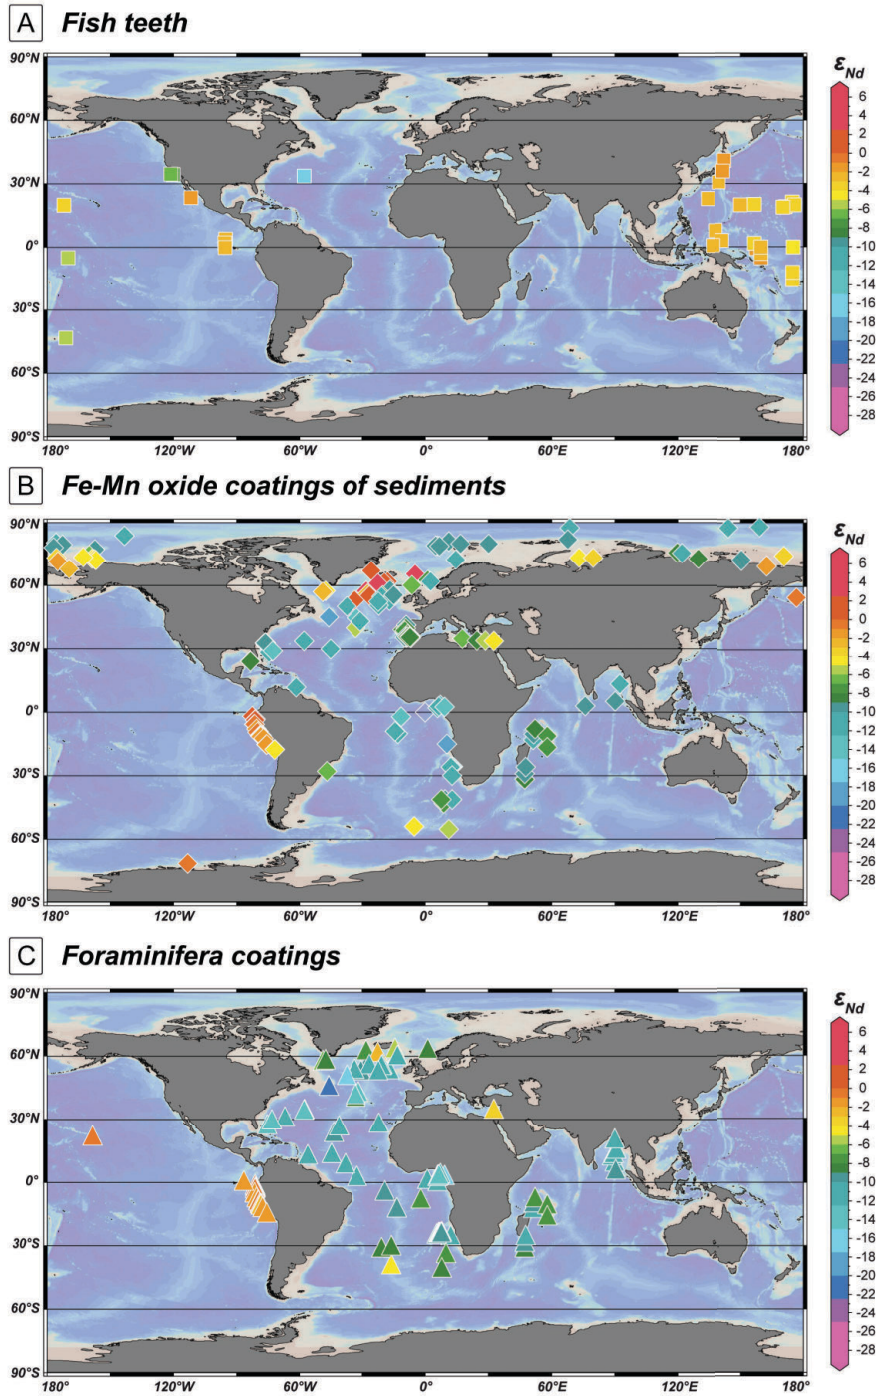 A Fish teeth
εNd
90°N
60°N
30°N
0°
30°S
60°S
90°S
180° 120°W 60°W 0° 60°E 120°E 180°
6
4
2
0
-2
-4
-6
-8
-10
-12
-14
-16
-18
-20
-22
-24
-26
-28
B Fe-Mn oxide coatings of sediments
εNd
90°N
60°N
30°N
0°
30°S
60°S
90°S
180° 120°W 60°W 0° 60°E 120°E 180°
6
4
2
0
-2
-4
-6
-8
-10
-12
-14
-16
-18
-20
-22
-24
-26
-28
C Foraminifera coatings
εNd
90°N
60°N
30°N
0°
30°S
60°S
90°S
180° 120°W 60°W 0° 60°E 120°E 180°
6
4
2
0
-2
-4
-6
-8
-10
-12
-14
-16
-18
-20
-22
-24
-26
-28